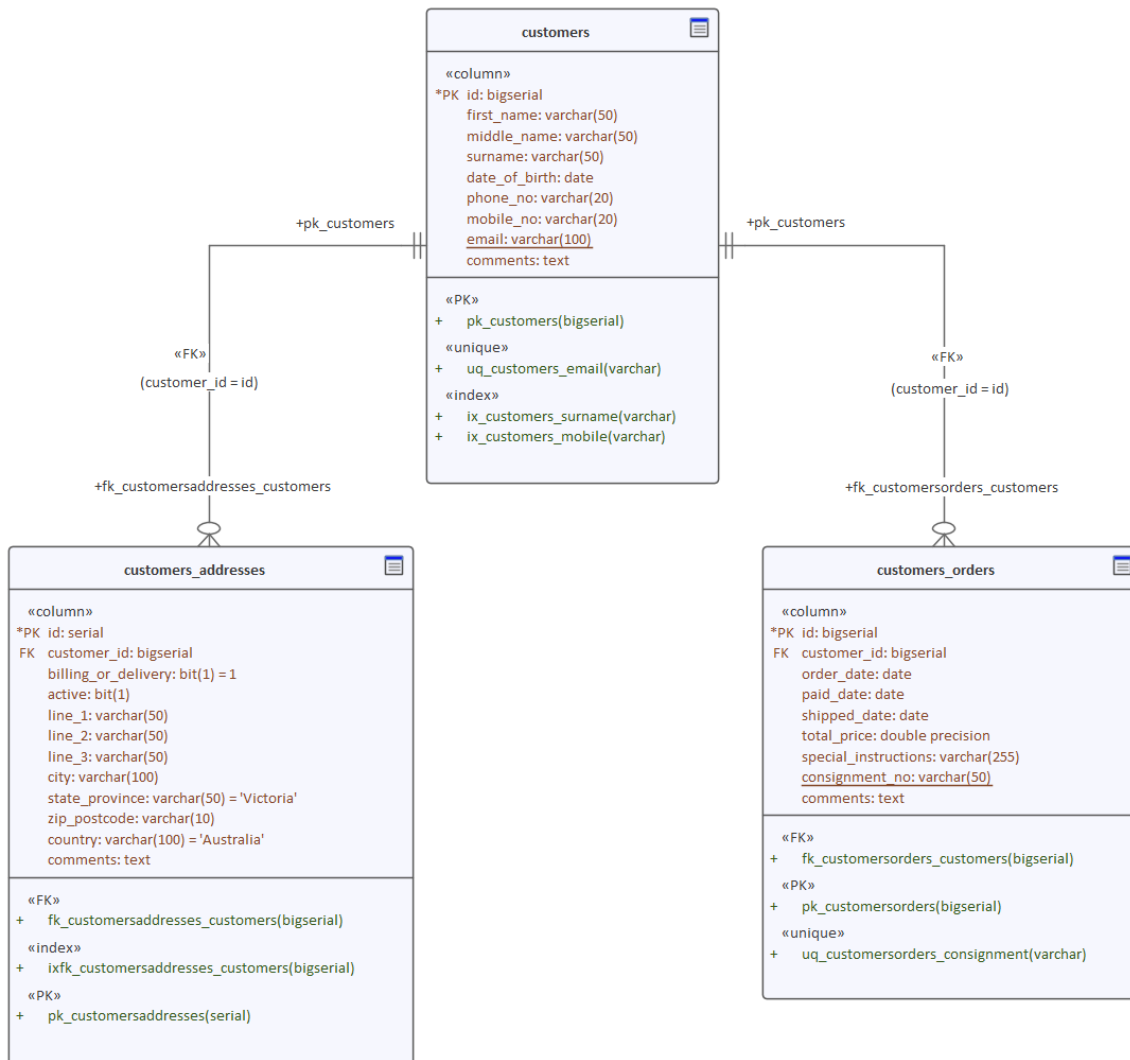 customers
«column»
*PK id: bigserial
first_name: varchar(50)
middle_name: varchar(50)
surname: varchar(50)
date_of_birth: date
phone_no: varchar(20)
mobile_no: varchar(20)
email: varchar(100)
comments: text
«PK»
+ pk_customers(bigserial)
«unique»
+ uq_customers_email(varchar)
«index»
+ ix_customers_surname(varchar)
+ ix_customers_mobile(varchar)
+pk_customers
«FK»
(customer_id = id)
+fk_customersaddresses_customers
+pk_customers
«FK»
(customer_id = id)
+fk_customersorders_customers
customers_addresses
«column»
*PK id: serial
FK customer_id: bigserial
billing_or_delivery: bit(1) = 1
active: bit(1)
line_1: varchar(50)
line_2: varchar(50)
line_3: varchar(50)
city: varchar(100)
state_province: varchar(50) = 'Victoria'
zip_postcode: varchar(10)
country: varchar(100) = 'Australia'
comments: text
«FK»
+ fk_customersaddresses_customers(bigserial)
«index»
+ ixfk_customersaddresses_customers(bigserial)
«PK»
+ pk_customersaddresses(serial)
customers_orders
«column»
*PK id: bigserial
FK customer_id: bigserial
order_date: date
paid_date: date
shipped_date: date
total_price: double precision
special_instructions: varchar(255)
consignment_no: varchar(50)
comments: text
«FK»
+ fk_customersorders_customers(bigserial)
«PK»
+ pk_customersorders(bigserial)
«unique»
+ uq_customersorders_consignment(varchar)